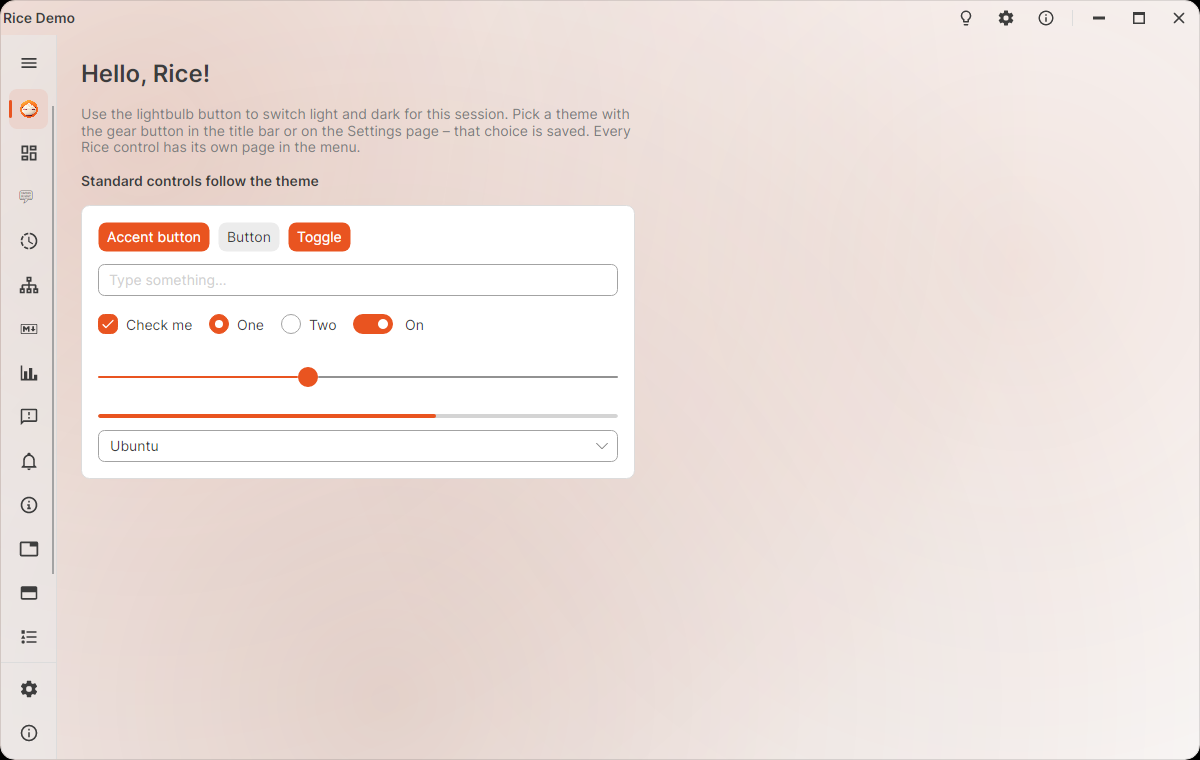 Rice Demo
Hello, Rice!
Use the lightbulb button to switch light and dark for this session. Pick a theme with
the gear button in the title bar or on the Settings page – that choice is saved. Every
Rice control has its own page in the menu.
Standard controls follow the theme
Accent button Button Toggle
Type something...
Check me One Two On
Ubuntu